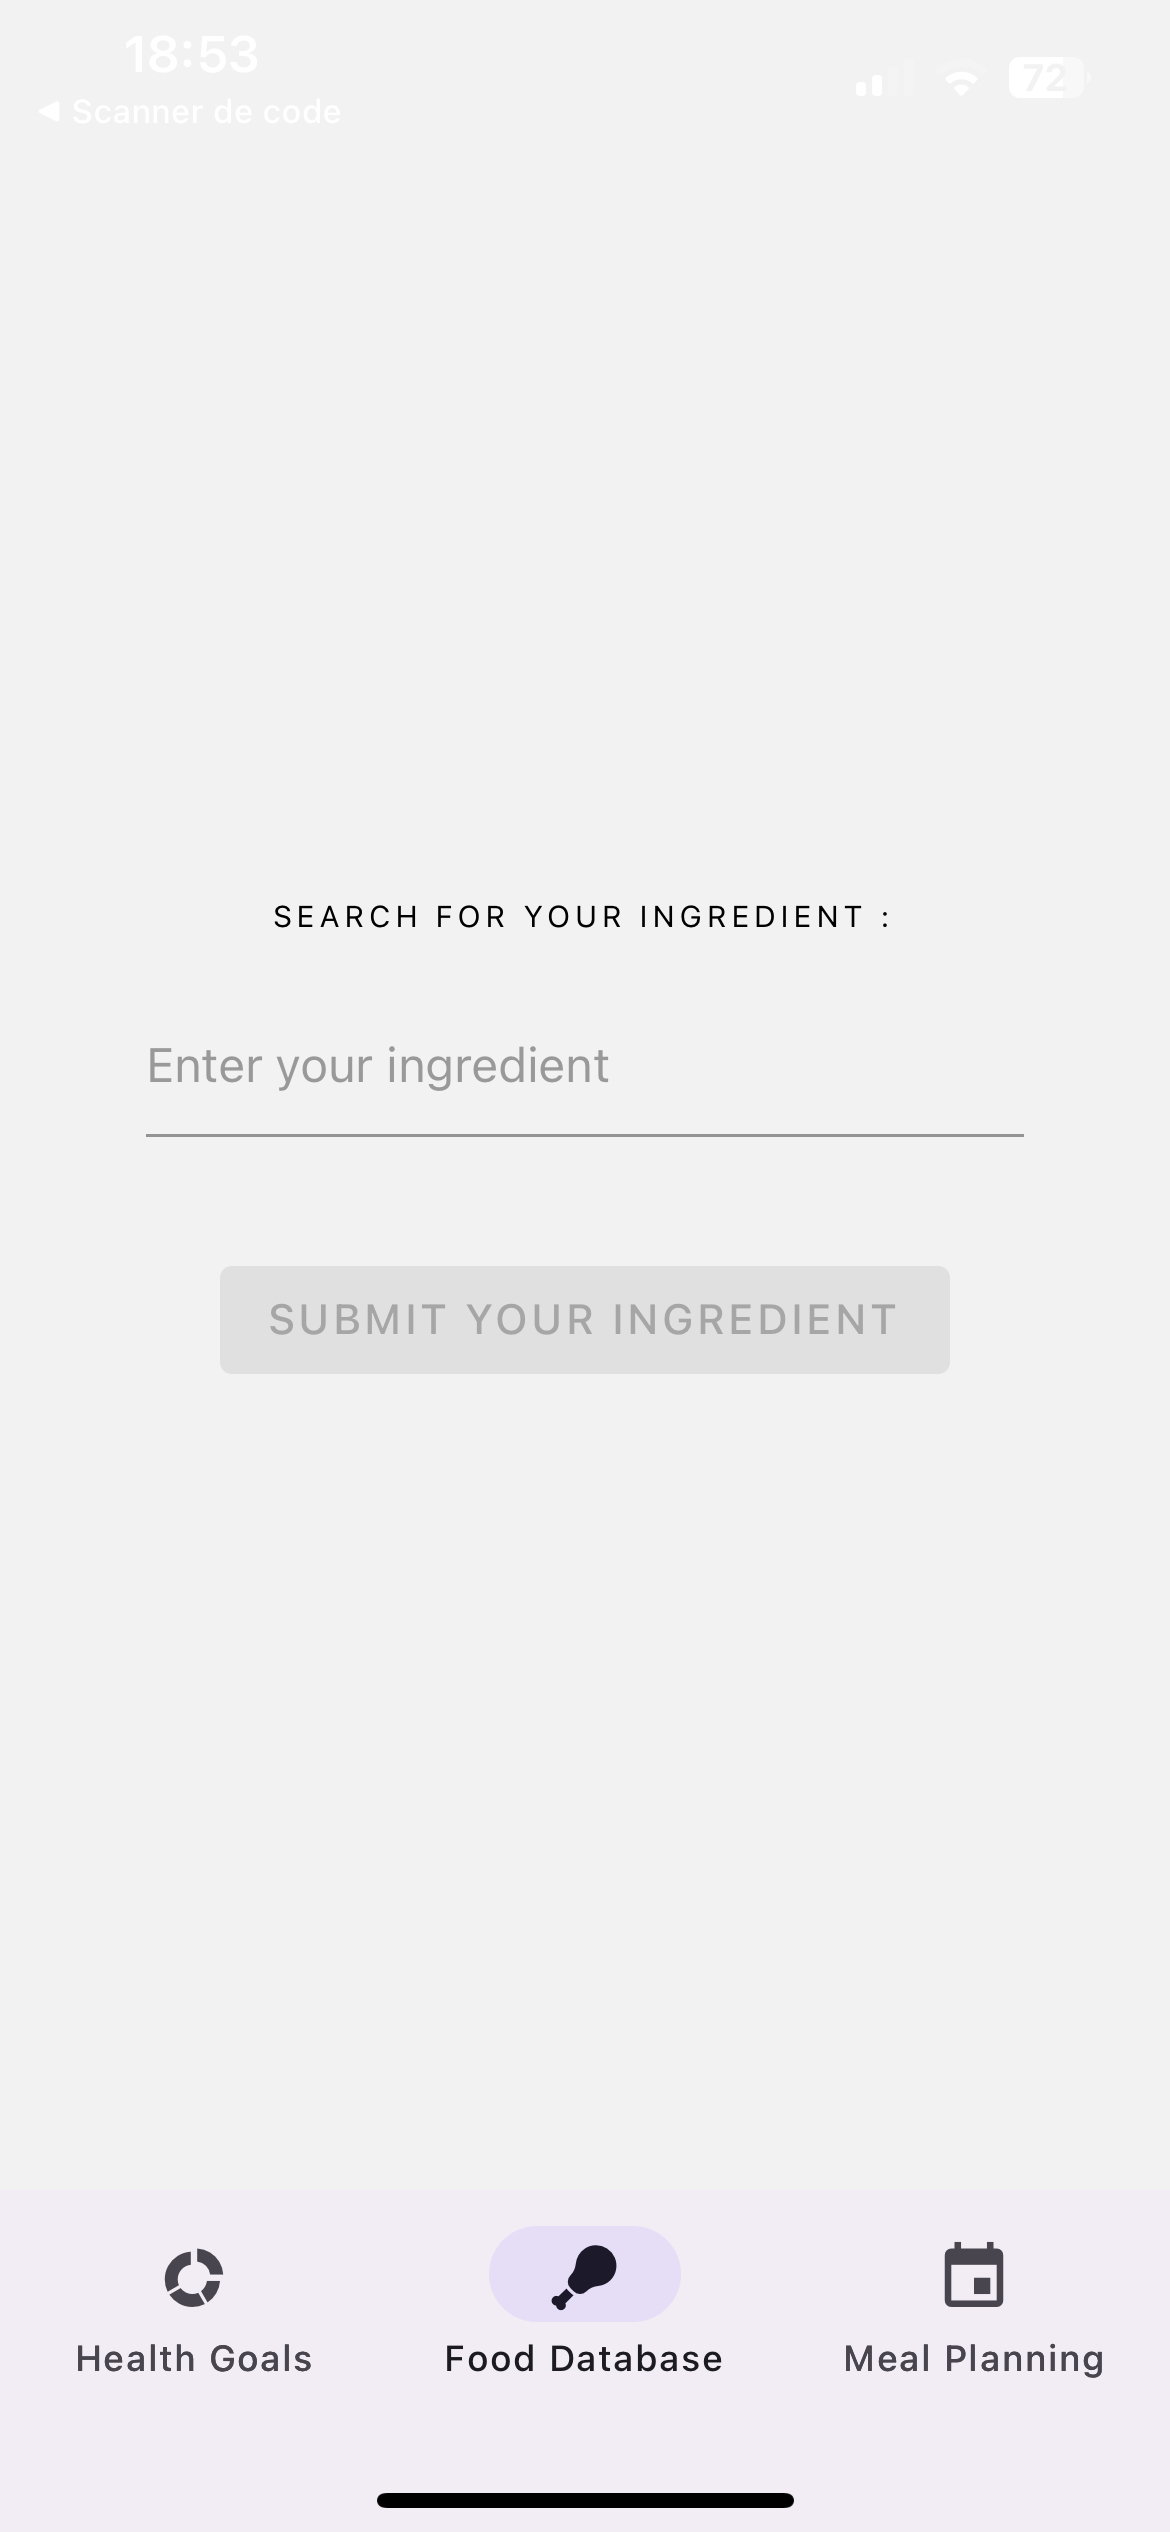 18:53
72
◀ Scanner de code
SEARCH FOR YOUR INGREDIENT :
Enter your ingredient
SUBMIT YOUR INGREDIENT
Health Goals
Food Database
Meal Planning